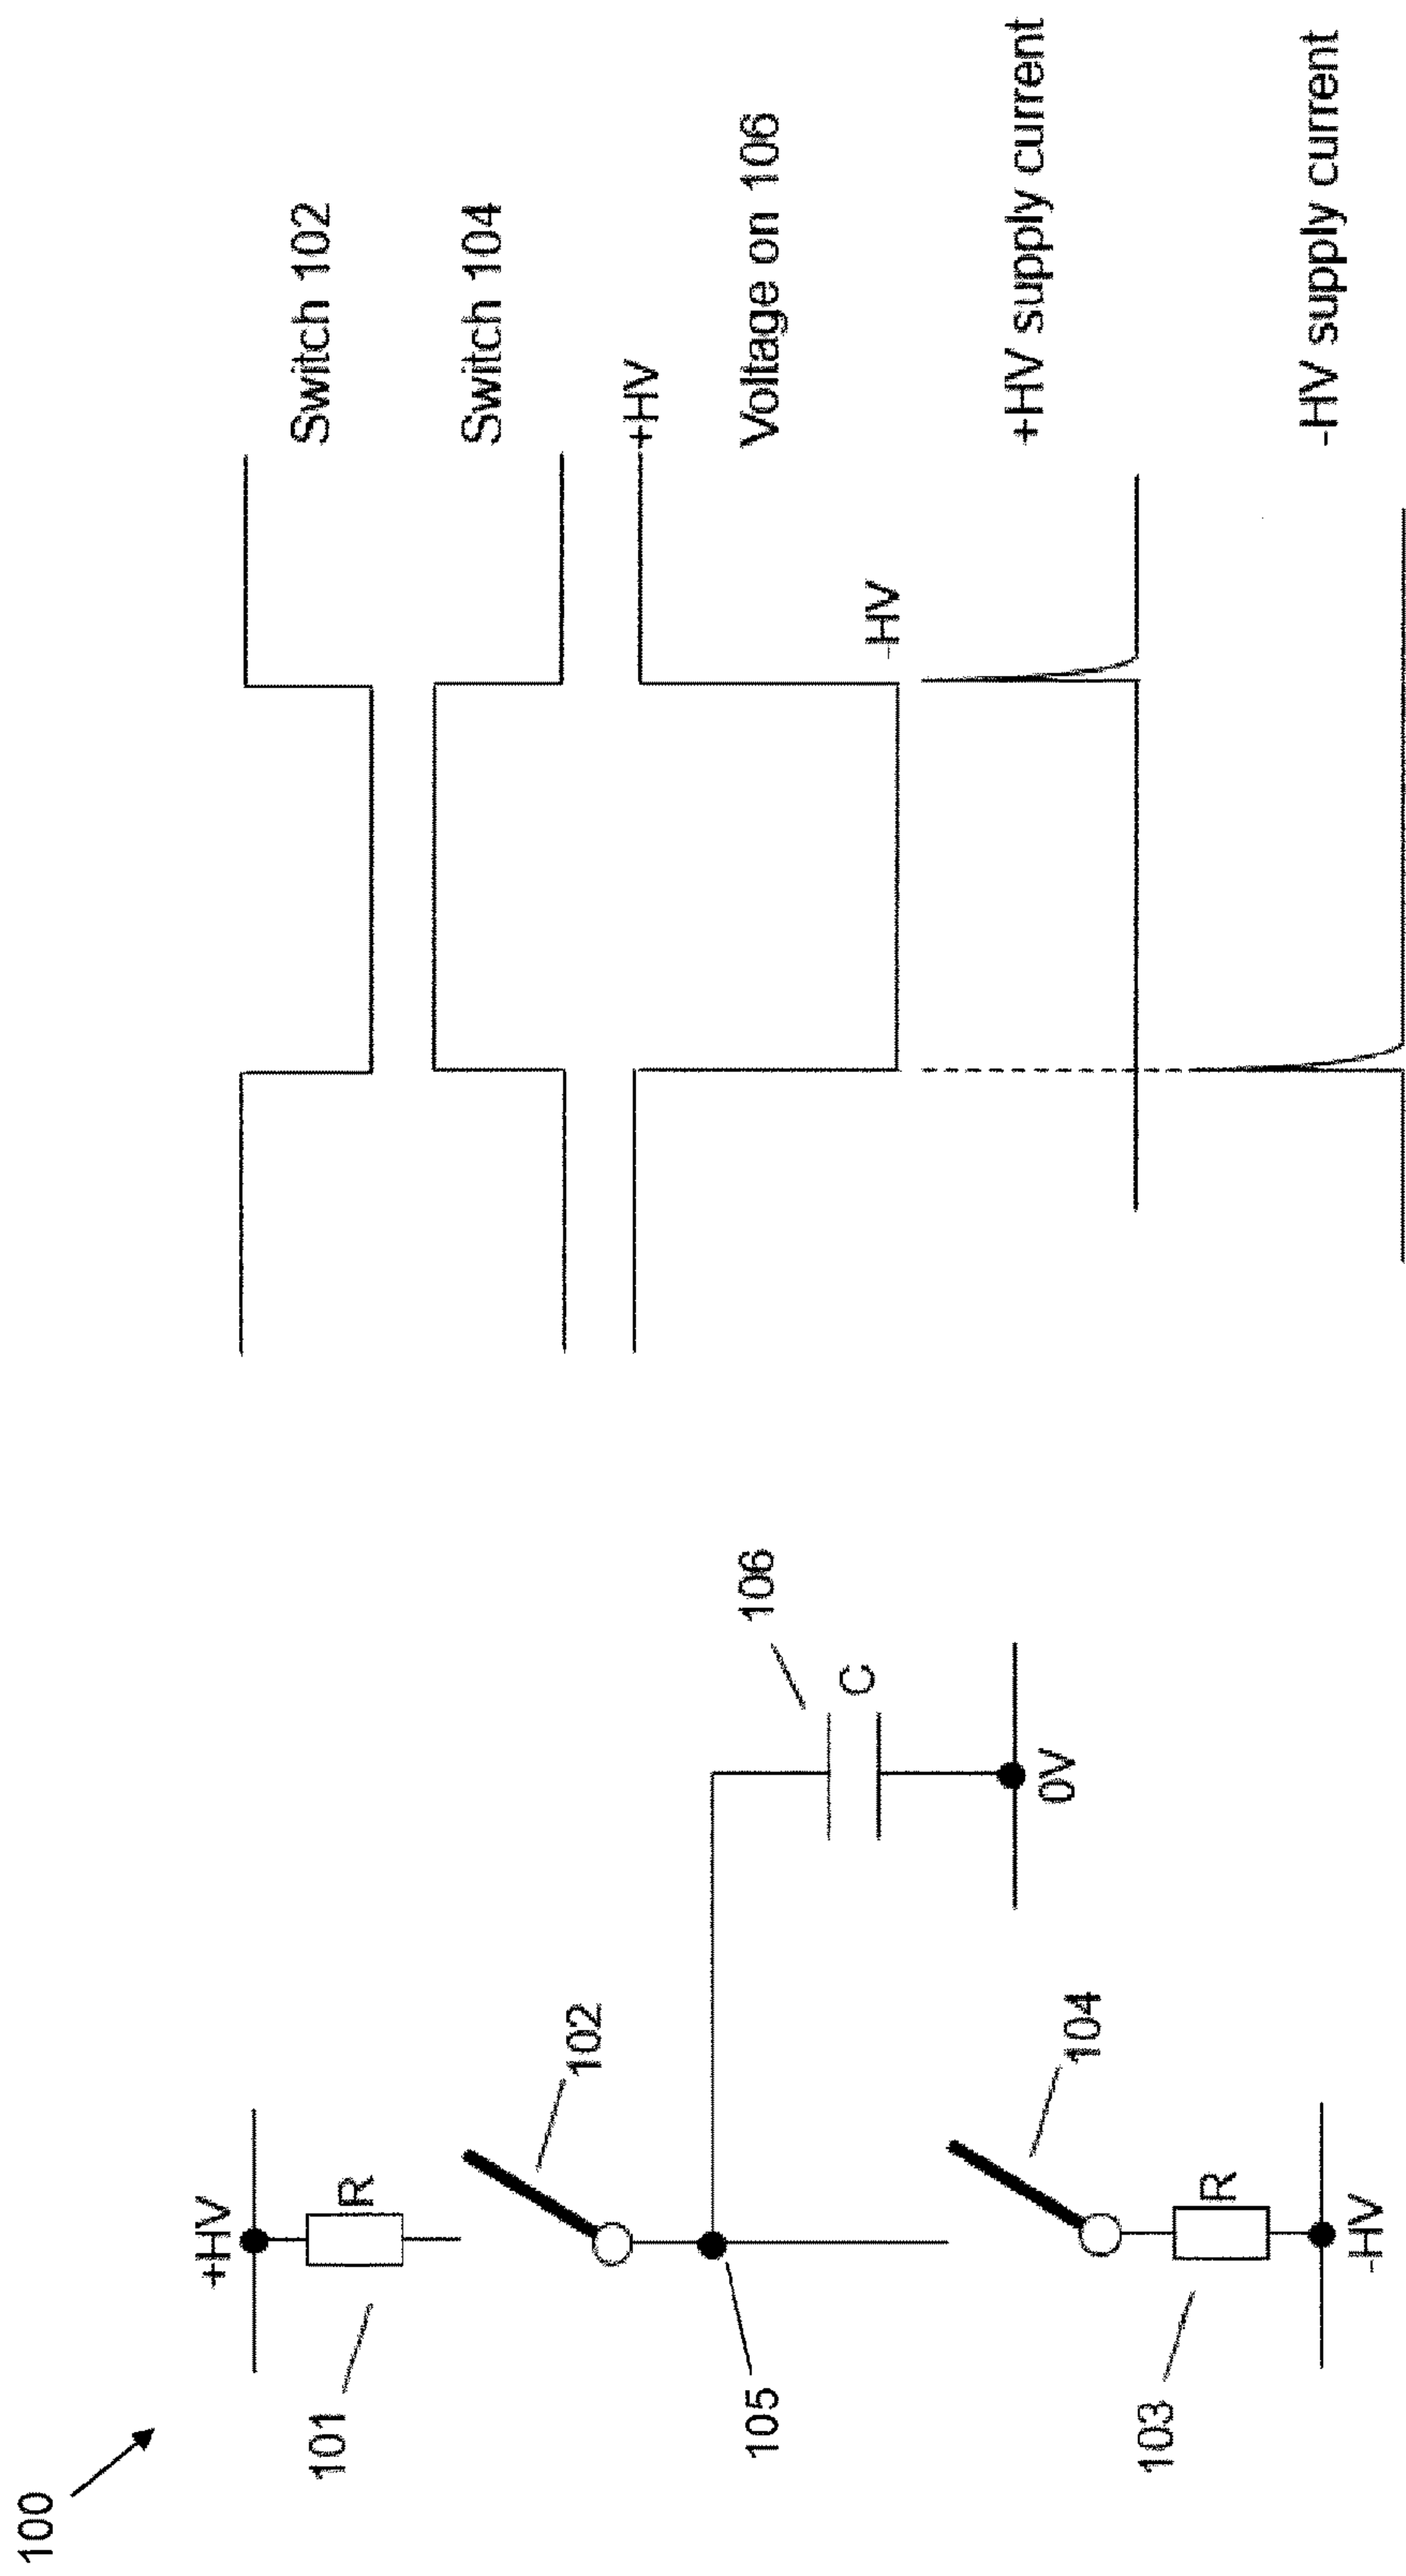 100
+HV
101
R
102
105
106
C
0V
104
103
R
-HV
Switch 102
Switch 104
+HV
Voltage on 106
-HV
+HV supply current
-HV supply current